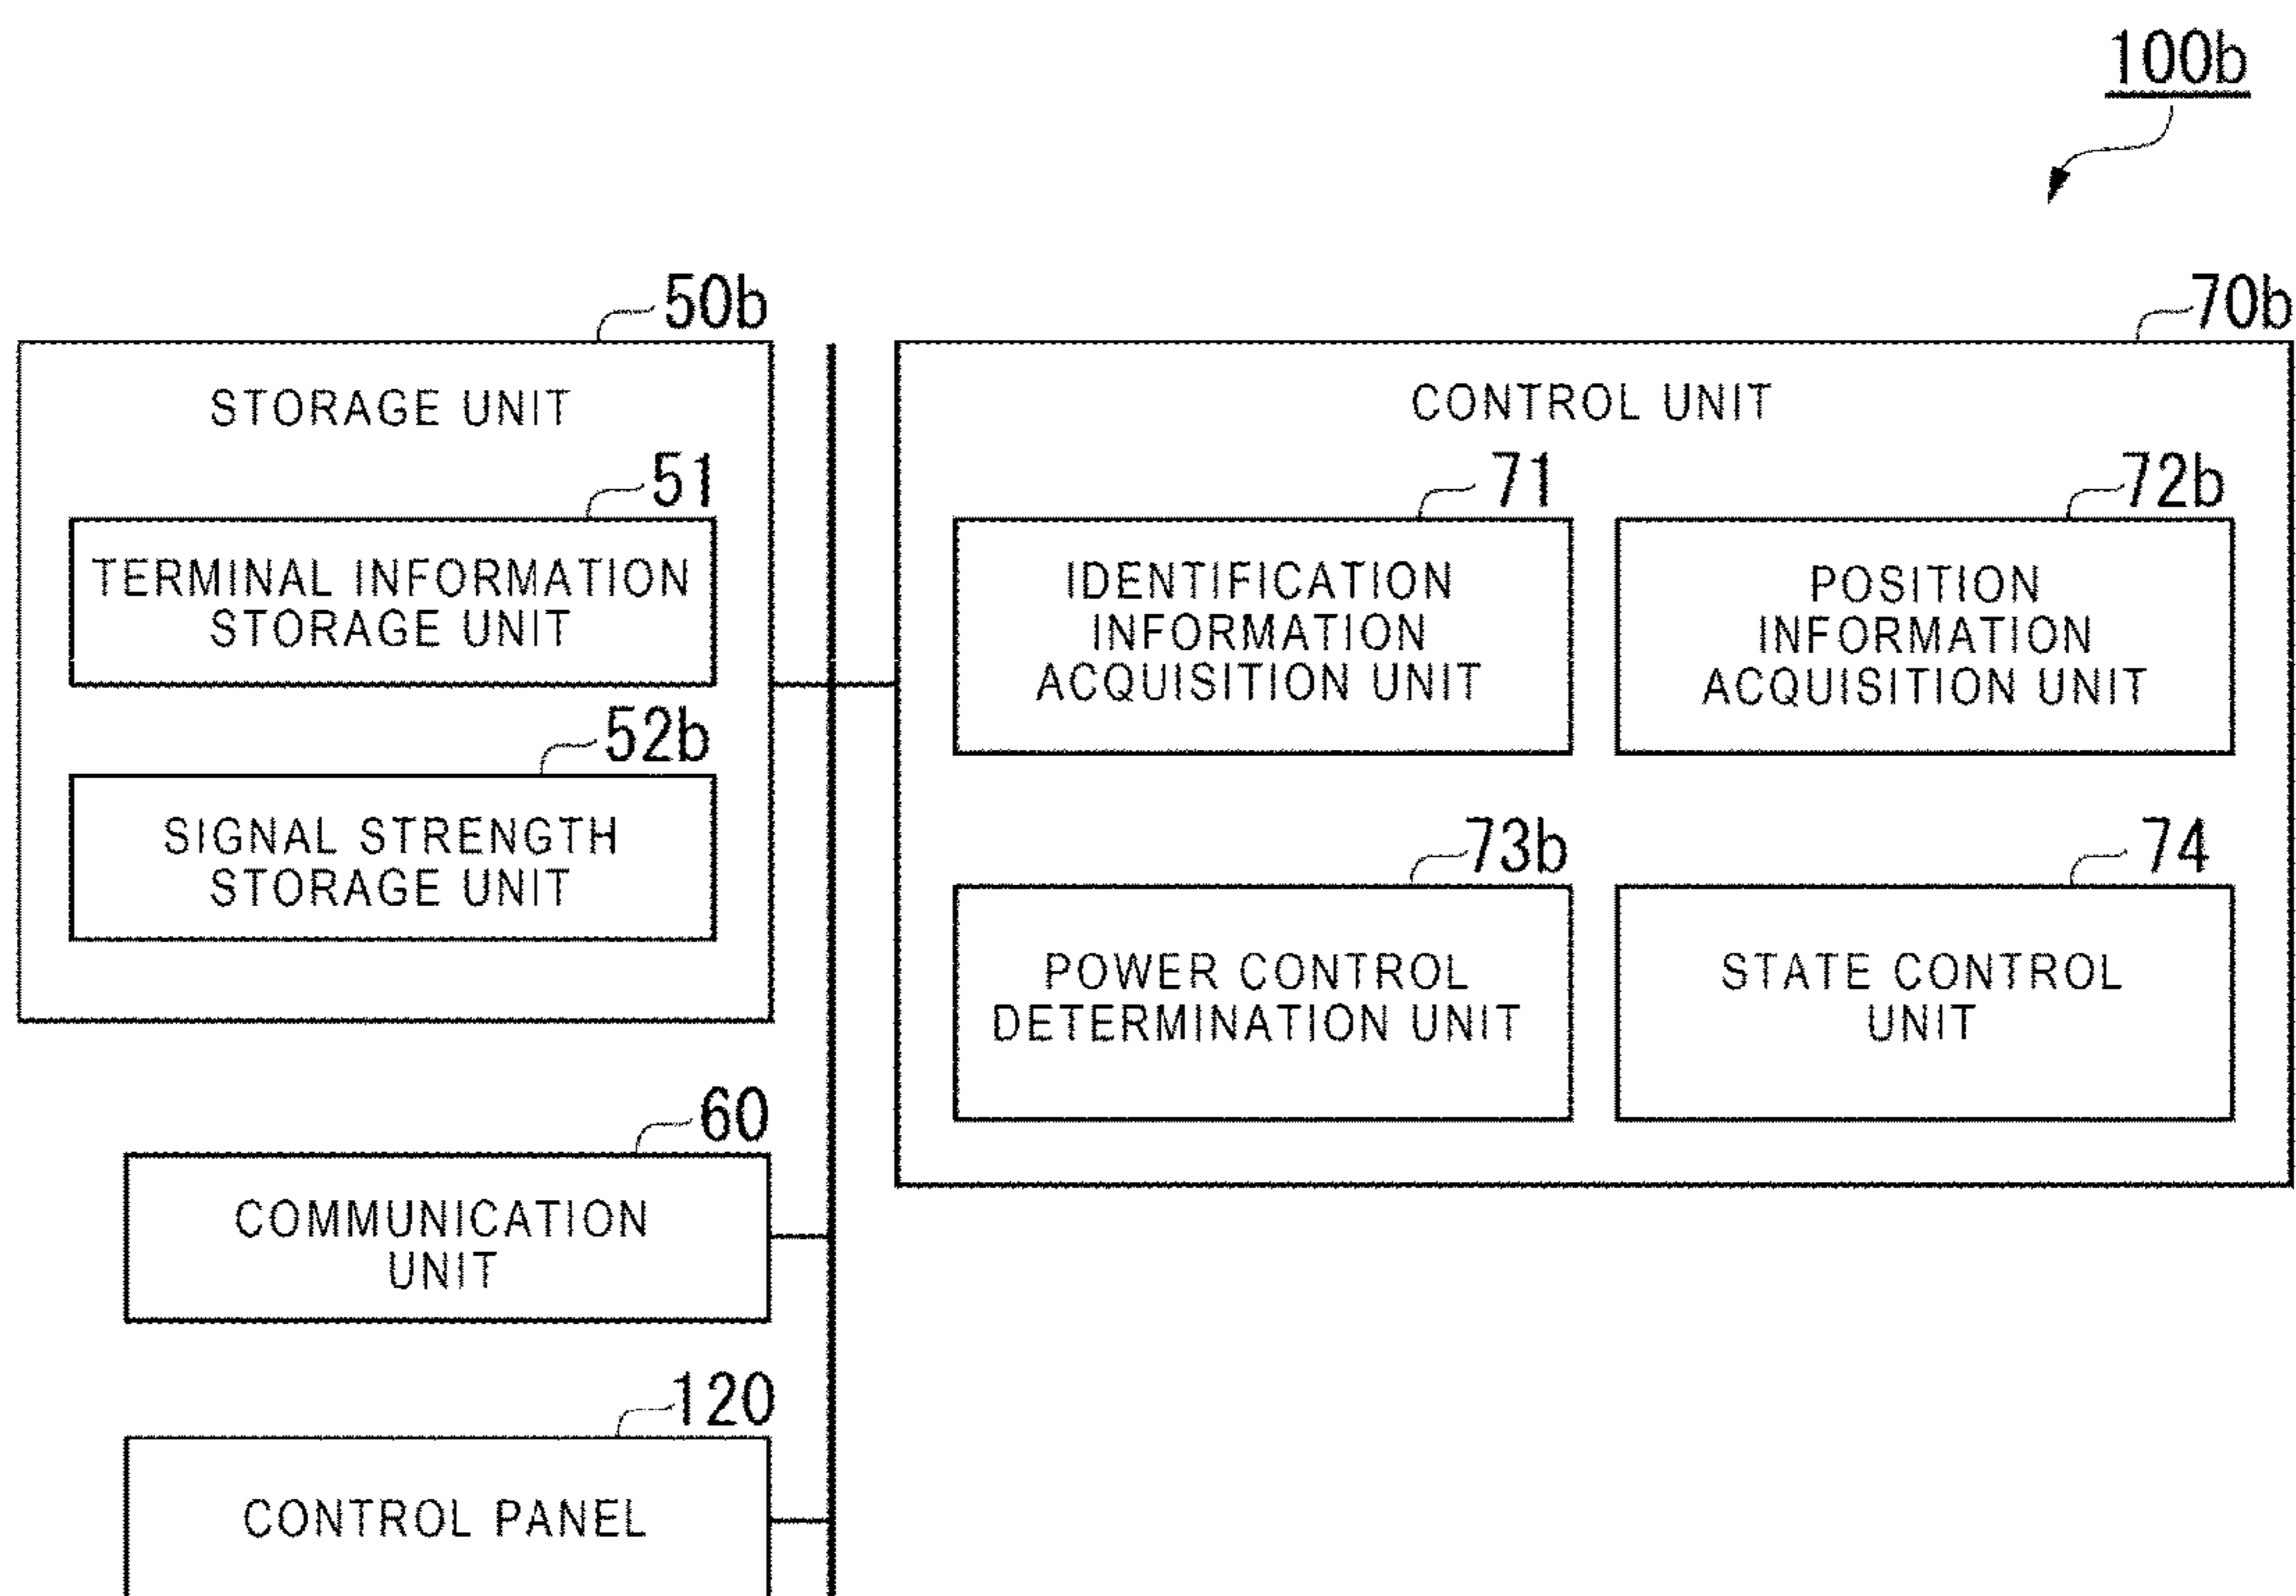 100b
50b
STORAGE UNIT
51
TERMINAL INFORMATION
STORAGE UNIT
52b
SIGNAL STRENGTH
STORAGE UNIT
60
COMMUNICATION
UNIT
120
CONTROL PANEL
70b
CONTROL UNIT
71
IDENTIFICATION
INFORMATION
ACQUISITION UNIT
72b
POSITION
INFORMATION
ACQUISITION UNIT
73b
POWER CONTROL
DETERMINATION UNIT
74
STATE CONTROL
UNIT